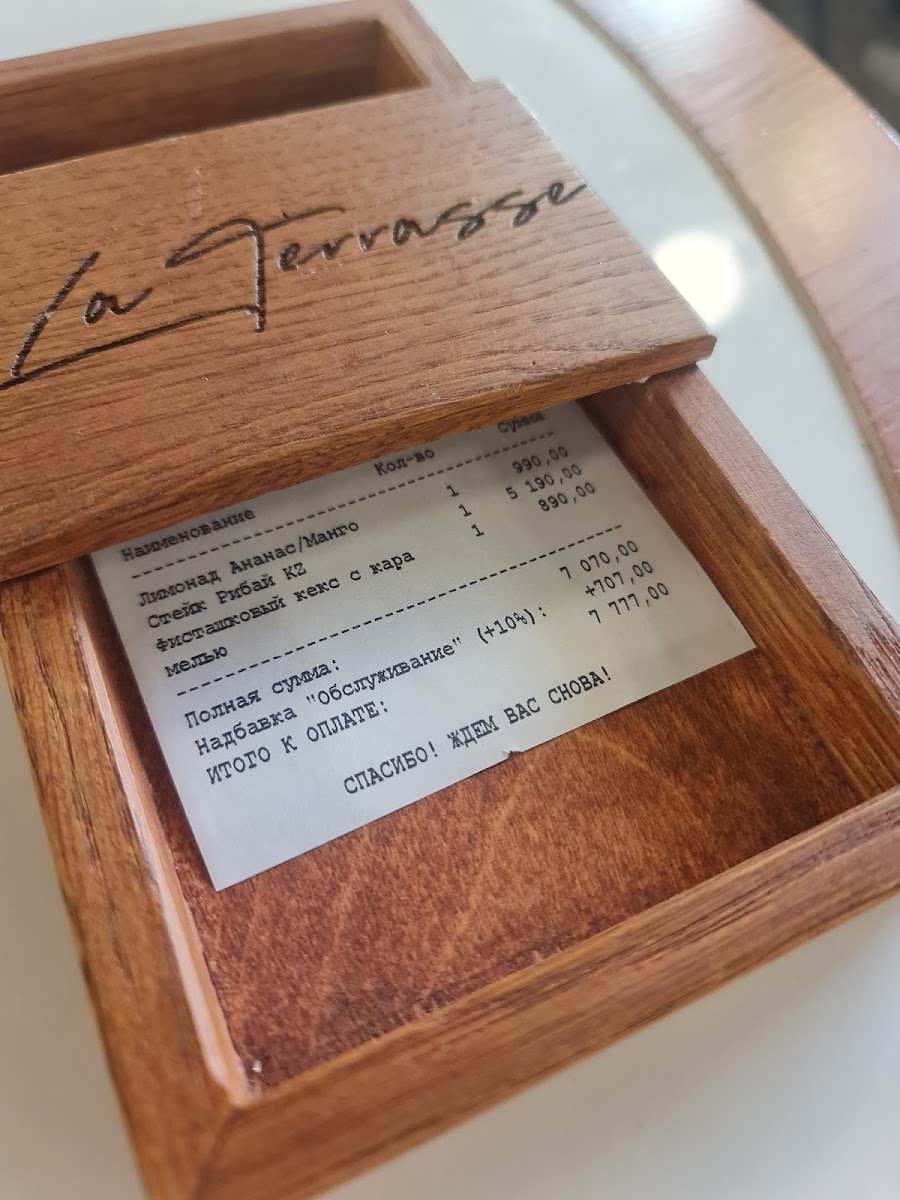 La Terrasse
Наименование Кол-во Сумма
Лимонад Ананас/Манго 1 990,00
Стейк Рибай KZ 1 5 190,00
Фисташковый кекс с кара 1 890,00
мелью
Полная сумма: 7 070,00
Надбавка "Обслуживание" (+10%): +707,00
ИТОГО К ОПЛАТЕ: 7 777,00
СПАСИБО! ЖДЕМ ВАС СНОВА!